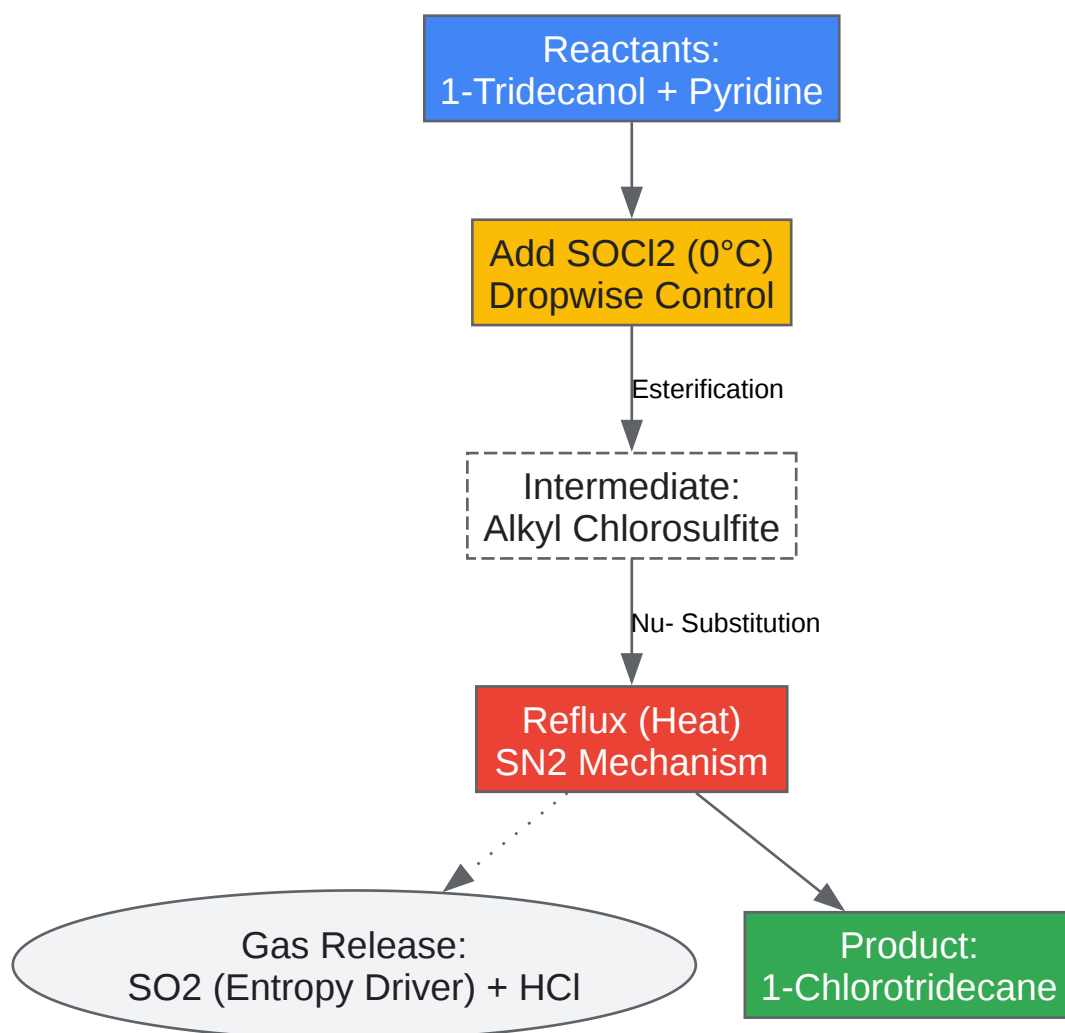 Reactants:
1-Tridecanol + Pyridine
Add SOCl2 (0°C)
Dropwise Control
Esterification
Intermediate:
Alkyl Chlorosulfite
Nu- Substitution
Reflux (Heat)
SN2 Mechanism
Gas Release:
SO2 (Entropy Driver) + HCl
Product:
1-Chlorotridecane